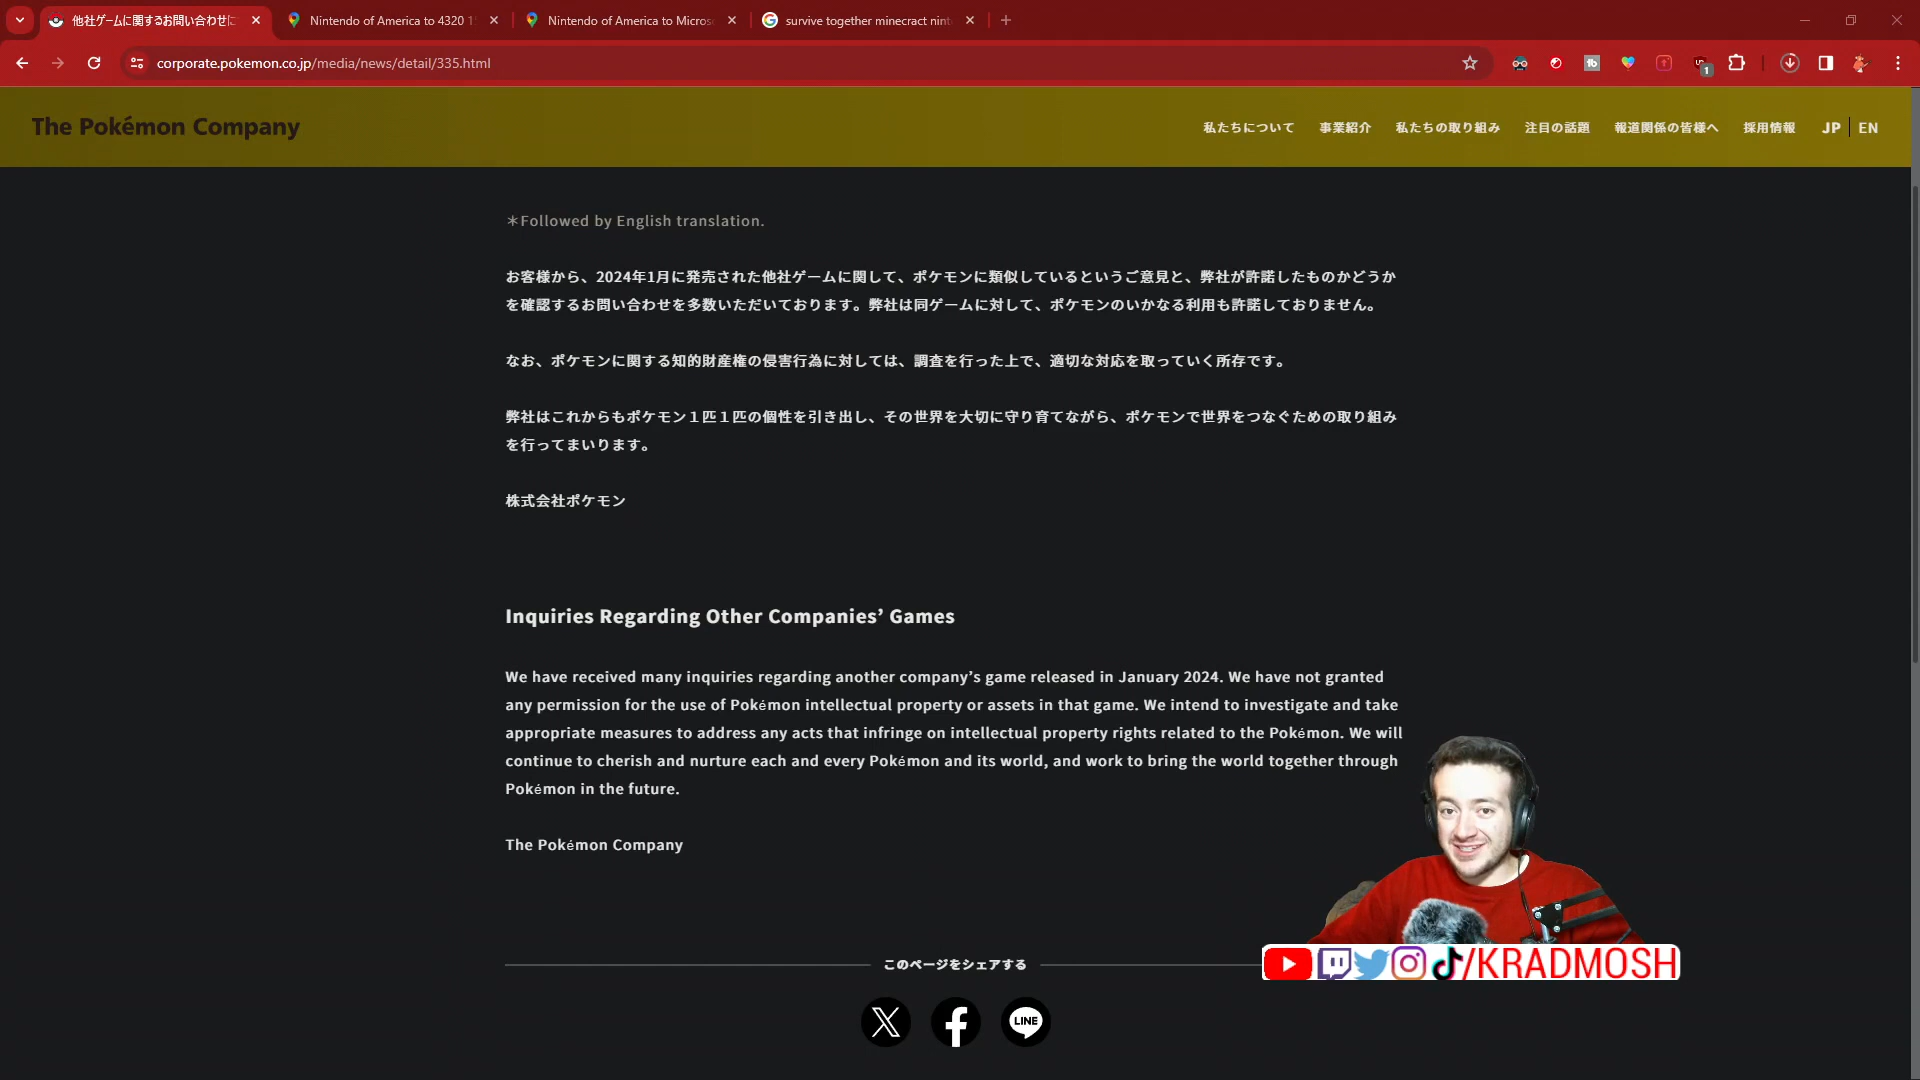 他社ゲームに関するお問い合わせに
Nintendo of America to 4320 1
Nintendo of America to Micros
survive together minecract nint
corporate.pokemon.co.jp/media/news/detail/335.html
1
The Pokémon Company
私たちについて
事業紹介
私たちの取り組み
注目の話題
報道関係の皆様へ
採用情報
JP
EN
＊Followed by English translation.
お客様から、2024年1月に発売された他社ゲームに関して、ポケモンに類似しているというご意見と、弊社が許諾したものかどうか
を確認するお問い合わせを多数いただいております。弊社は同ゲームに対して、ポケモンのいかなる利用も許諾しておりません。
なお、ポケモンに関する知的財産権の侵害行為に対しては、調査を行った上で、適切な対応を取っていく所存です。
弊社はこれからもポケモン１匹１匹の個性を引き出し、その世界を大切に守り育てながら、ポケモンで世界をつなぐための取り組み
を行ってまいります。
株式会社ポケモン
Inquiries Regarding Other Companies’ Games
We have received many inquiries regarding another company’s game released in January 2024. We have not granted
any permission for the use of Pokémon intellectual property or assets in that game. We intend to investigate and take
appropriate measures to address any acts that infringe on intellectual property rights related to the Pokémon. We will
continue to cherish and nurture each and every Pokémon and its world, and work to bring the world together through
Pokémon in the future.
The Pokémon Company
/KRADMOSH
このページをシェアする
LINE